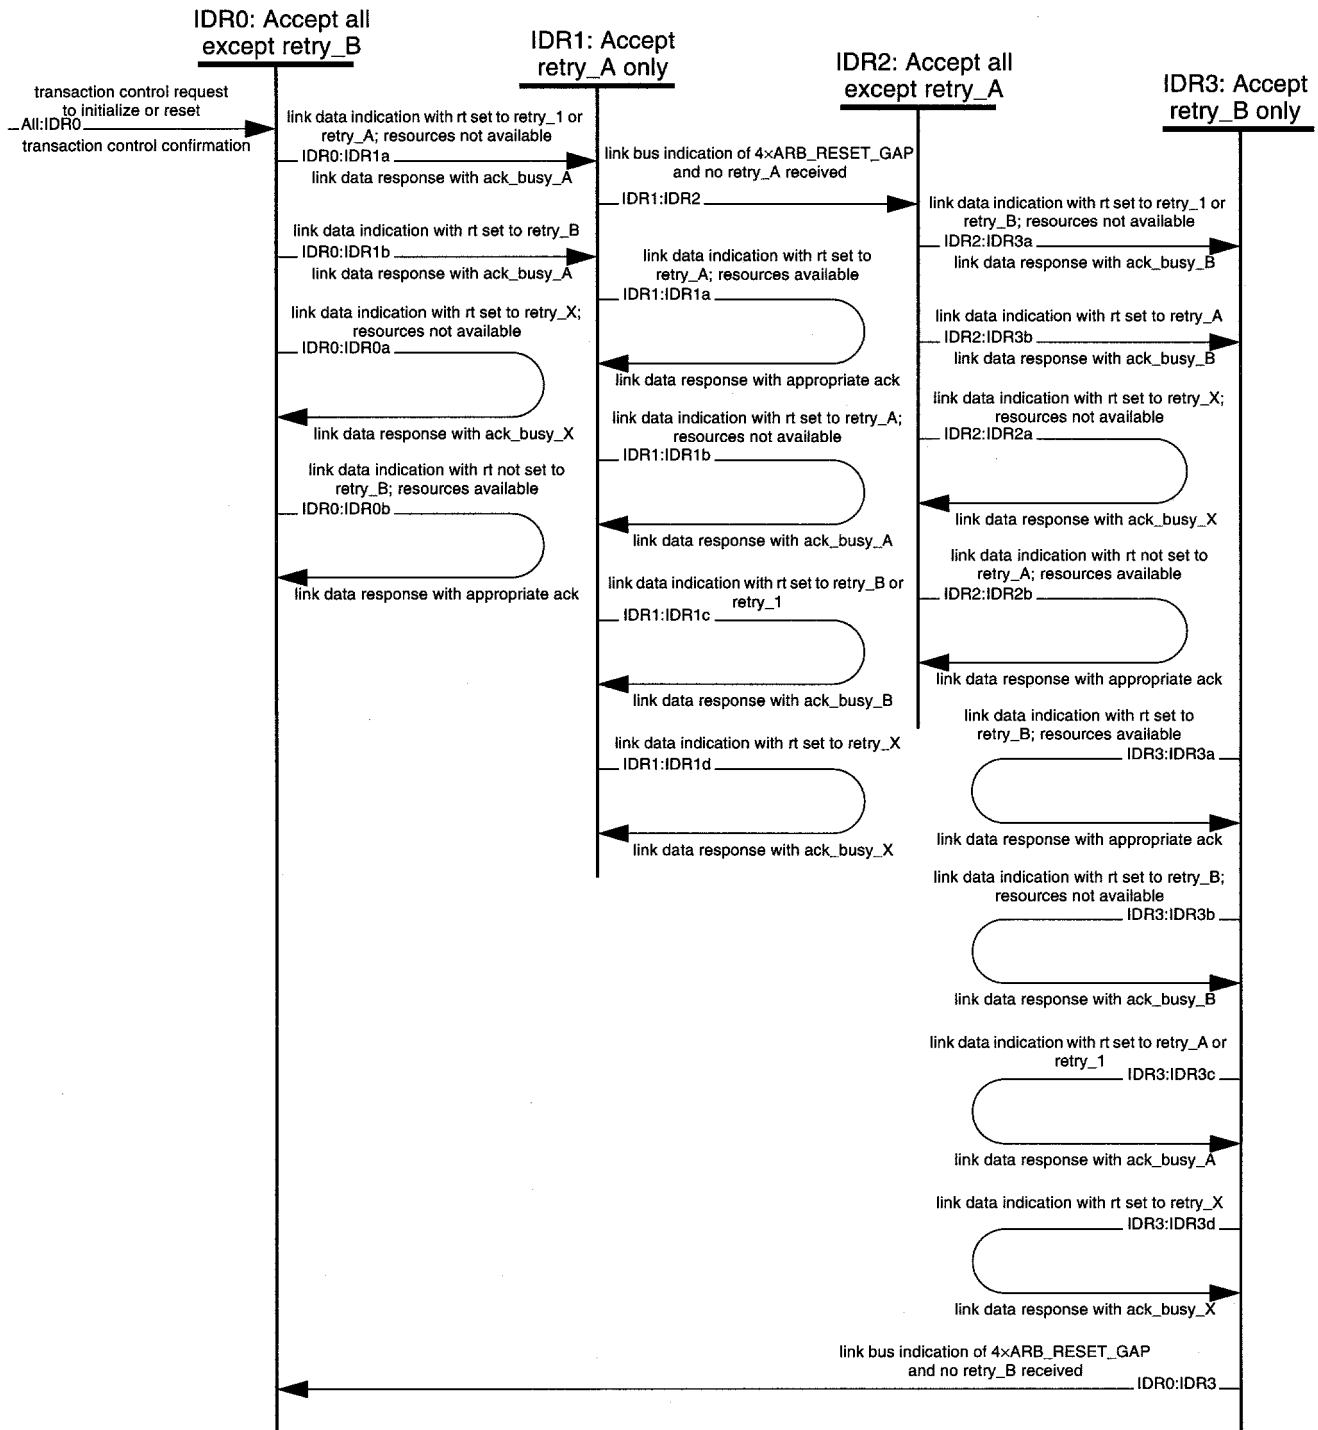 IDR0: Accept all
except retry_B
IDR1: Accept
retry_A only
IDR2: Accept all
except retry_A
IDR3: Accept
retry_B only
transaction control request
to initialize or reset
All:IDR0
transaction control confirmation
link data indication with rt set to retry_1 or
retry_A; resources not available
IDR0:IDR1a
link data response with ack_busy_A
link data indication with rt set to retry_B
IDR0:IDR1b
link data response with ack_busy_A
link data indication with rt set to retry_X;
resources not available
IDR0:IDR0a
link data response with ack_busy_X
link data indication with rt not set to
retry_B; resources available
IDR0:IDR0b
link data response with appropriate ack
link bus indication of 4×ARB_RESET_GAP
and no retry_A received
IDR1:IDR2
link data indication with rt set to
retry_A; resources available
IDR1:IDR1a
link data response with appropriate ack
link data indication with rt set to retry_A;
resources not available
IDR1:IDR1b
link data response with ack_busy_A
link data indication with rt set to retry_B or
retry_1
IDR1:IDR1c
link data response with ack_busy_B
link data indication with rt set to retry_X
IDR1:IDR1d
link data response with ack_busy_X
link data indication with rt set to retry_1 or
retry_B; resources not available
IDR2:IDR3a
link data response with ack_busy_B
link data indication with rt set to retry_A
IDR2:IDR3b
link data response with ack_busy_B
link data indication with rt set to retry_X;
resources not available
IDR2:IDR2a
link data response with ack_busy_X
link data indication with rt not set to
retry_A; resources available
IDR2:IDR2b
link data response with appropriate ack
link data indication with rt set to
retry_B; resources available
IDR3:IDR3a
link data response with appropriate ack
link data indication with rt set to retry_B;
resources not available
IDR3:IDR3b
link data response with ack_busy_B
link data indication with rt set to retry_A or
retry_1
IDR3:IDR3c
link data response with ack_busy_A
link data indication with rt set to retry_X
IDR3:IDR3d
link data response with ack_busy_X
link bus indication of 4×ARB_RESET_GAP
and no retry_B received
IDR0:IDR3